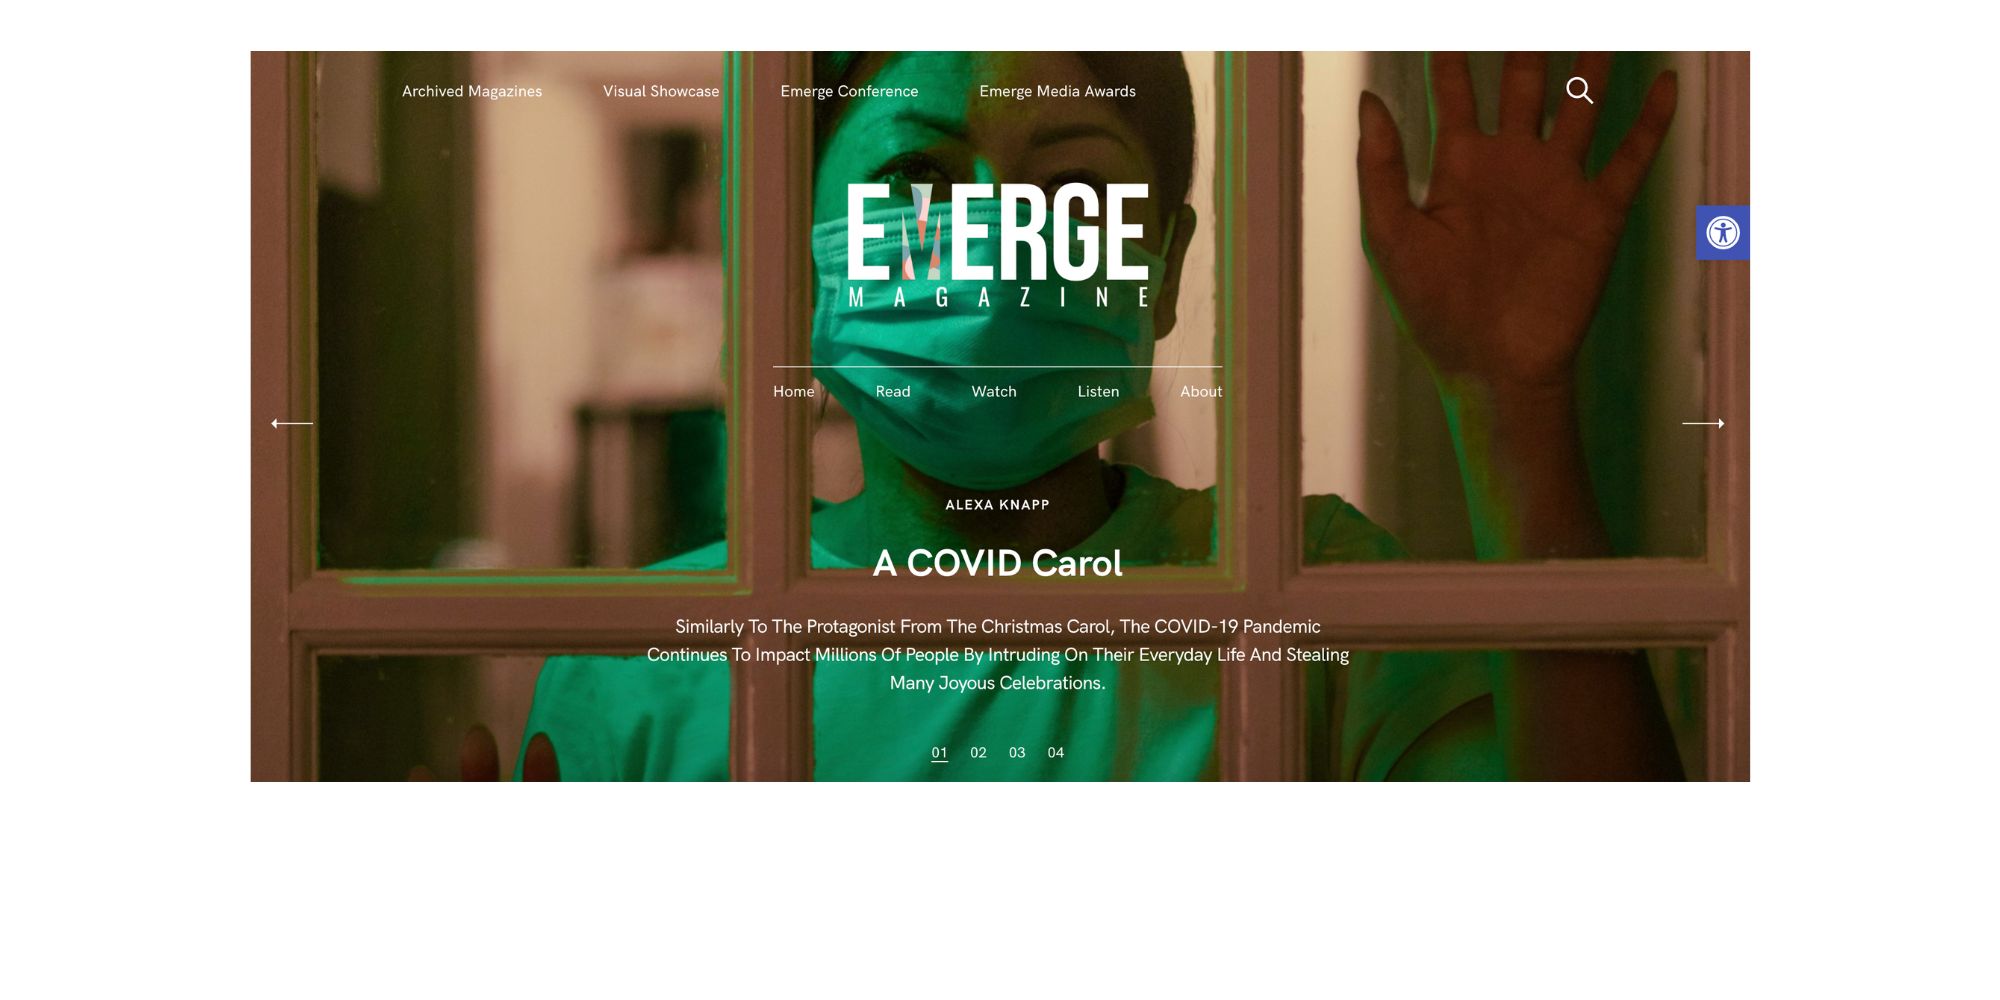 Archived Magazines Visual Showcase Emerge Conference Emerge Media Awards
EMERGE
MAGAZINE
Home Read Watch Listen About
ALEXA KNAPP
A COVID Carol
Similarly To The Protagonist From The Christmas Carol, The COVID-19 Pandemic
Continues To Impact Millions Of People By Intruding On Their Everyday Life And Stealing
Many Joyous Celebrations.
01 02 03 04